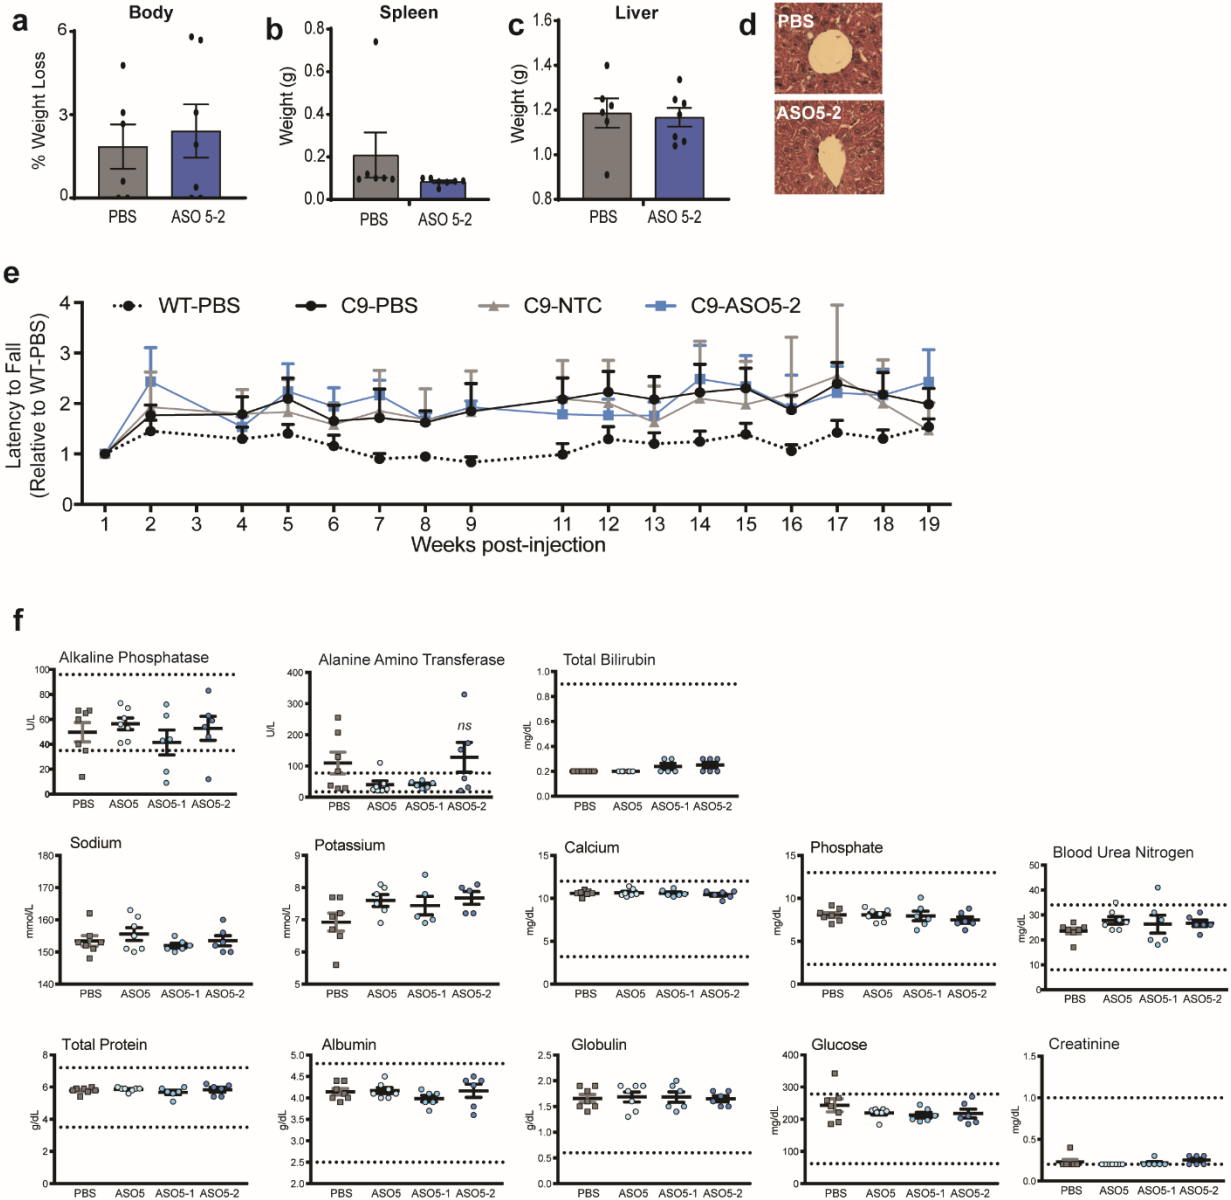 a
Body
% Weight Loss
6
3
0
PBS
ASO 5-2
b
Spleen
Weight (g)
0.8
0.6
0.4
0.2
0.0
PBS
ASO 5-2
c
Liver
Weight (g)
1.6
1.4
1.2
1.0
0.8
PBS
ASO 5-2
d
PBS
ASO5-2
e
WT-PBS
C9-PBS
C9-NTC
C9-ASO5-2
Latency to Fall
(Relative to WT-PBS)
4
3
2
1
0
1 2 3 4 5 6 7 8 9 11 12 13 14 15 16 17 18 19
Weeks post-injection
f
Alkaline Phosphatase
U/L
100
80
60
40
20
0
PBS ASO5 ASO5-1 ASO5-2
Alanine Amino Transferase
U/L
400
300
200
100
0
ns
PBS ASO5 ASO5-1 ASO5-2
Total Bilirubin
mg/dL
1.0
0.8
0.6
0.4
0.2
0.0
PBS ASO5 ASO5-1 ASO5-2
Sodium
mmol/L
180
170
160
150
140
PBS ASO5 ASO5-1 ASO5-2
Potassium
mmol/L
9
8
7
6
5
PBS ASO5 ASO5-1 ASO5-2
Calcium
mg/dL
15
10
5
0
PBS ASO5 ASO5-1 ASO5-2
Phosphate
mg/dL
15
10
5
0
PBS ASO5 ASO5-1 ASO5-2
Blood Urea Nitrogen
mg/dL
50
40
30
20
10
0
PBS ASO5 ASO5-1 ASO5-2
Total Protein
g/dL
8
6
4
2
0
PBS ASO5 ASO5-1 ASO5-2
Albumin
g/dL
5.0
4.5
4.0
3.5
3.0
2.5
2.0
PBS ASO5 ASO5-1 ASO5-2
Globulin
g/dL
2.5
2.0
1.5
1.0
0.5
0.0
PBS ASO5 ASO5-1 ASO5-2
Glucose
mg/dL
400
300
200
100
0
PBS ASO5 ASO5-1 ASO5-2
Creatinine
mg/dL
1.5
1.0
0.5
0.0
PBS ASO5 ASO5-1 ASO5-2